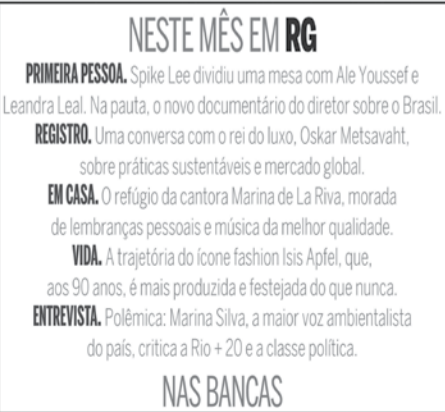 NESTE MÊS EM RG
PRIMEIRA PESSOA. Spike Lee dividiu uma mesa com Ale Youssef e
Leandra Leal. Na pauta, o novo documentário do diretor sobre o Brasil.
REGISTRO. Uma conversa com o rei do luxo, Oskar Metsavaht,
sobre práticas sustentáveis e mercado global.
EM CASA. O refúgio da cantora Marina de La Riva, morada
de lembranças pessoais e música da melhor qualidade.
VIDA. A trajetória do ícone fashion Isis Apfel, que,
aos 90 anos, é mais produzida e festejada do que nunca.
ENTREVISTA. Polêmica: Marina Silva, a maior voz ambientalista
do país, critica a Rio + 20 e a classe política.
NAS BANCAS